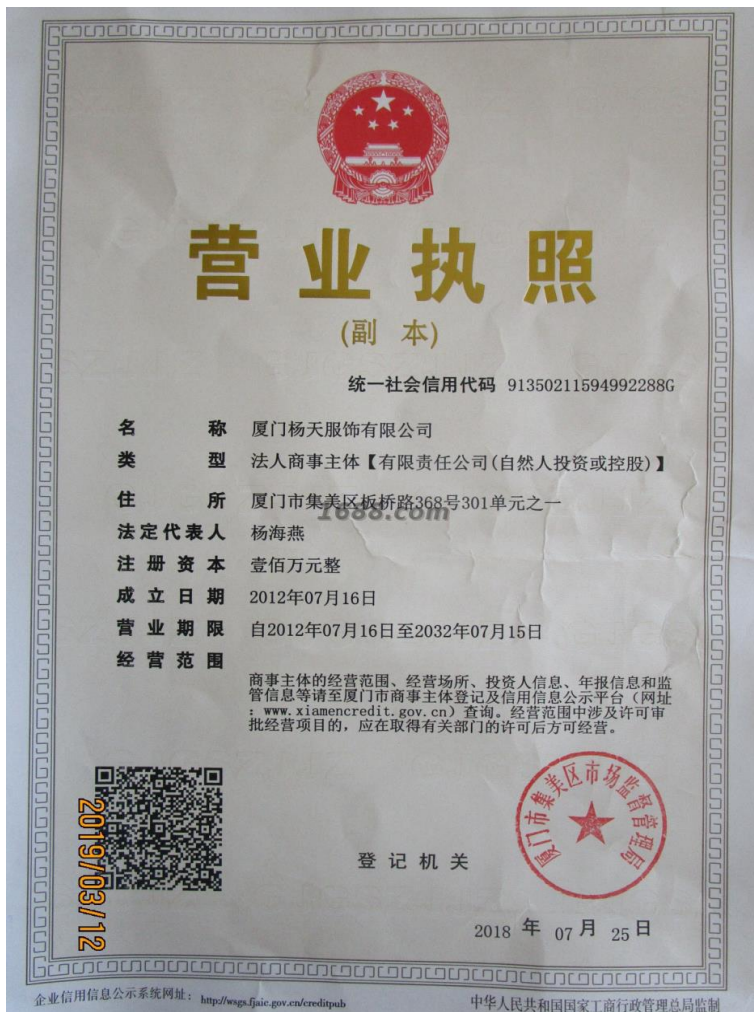 营业执照
(副 本)
统一社会信用代码 91350211594992288G
名 称 厦门杨天服饰有限公司
类 型 法人商事主体【有限责任公司(自然人投资或控股)】
住 所 厦门市集美区板桥路368号301单元之一
1688.com
法定代表人 杨海燕
注册资本 壹佰万元整
成立日期 2012年07月16日
营业期限 自2012年07月16日至2032年07月15日
经营范围
商事主体的经营范围、经营场所、投资人信息、年报信息和监
管信息等请至厦门市商事主体登记及信用信息公示平台（网址
：www.xiamencredit.gov.cn）查询。经营范围中涉及许可审
批经营项目的，应在取得有关部门的许可后方可经营。
厦门市集美区市场监督管理局
登记机关
2018 年 07 月 25 日
2019/03/12
企业信用信息公示系统网址： http://wsgs.fjaic.gov.cn/creditpub
中华人民共和国国家工商行政管理总局监制